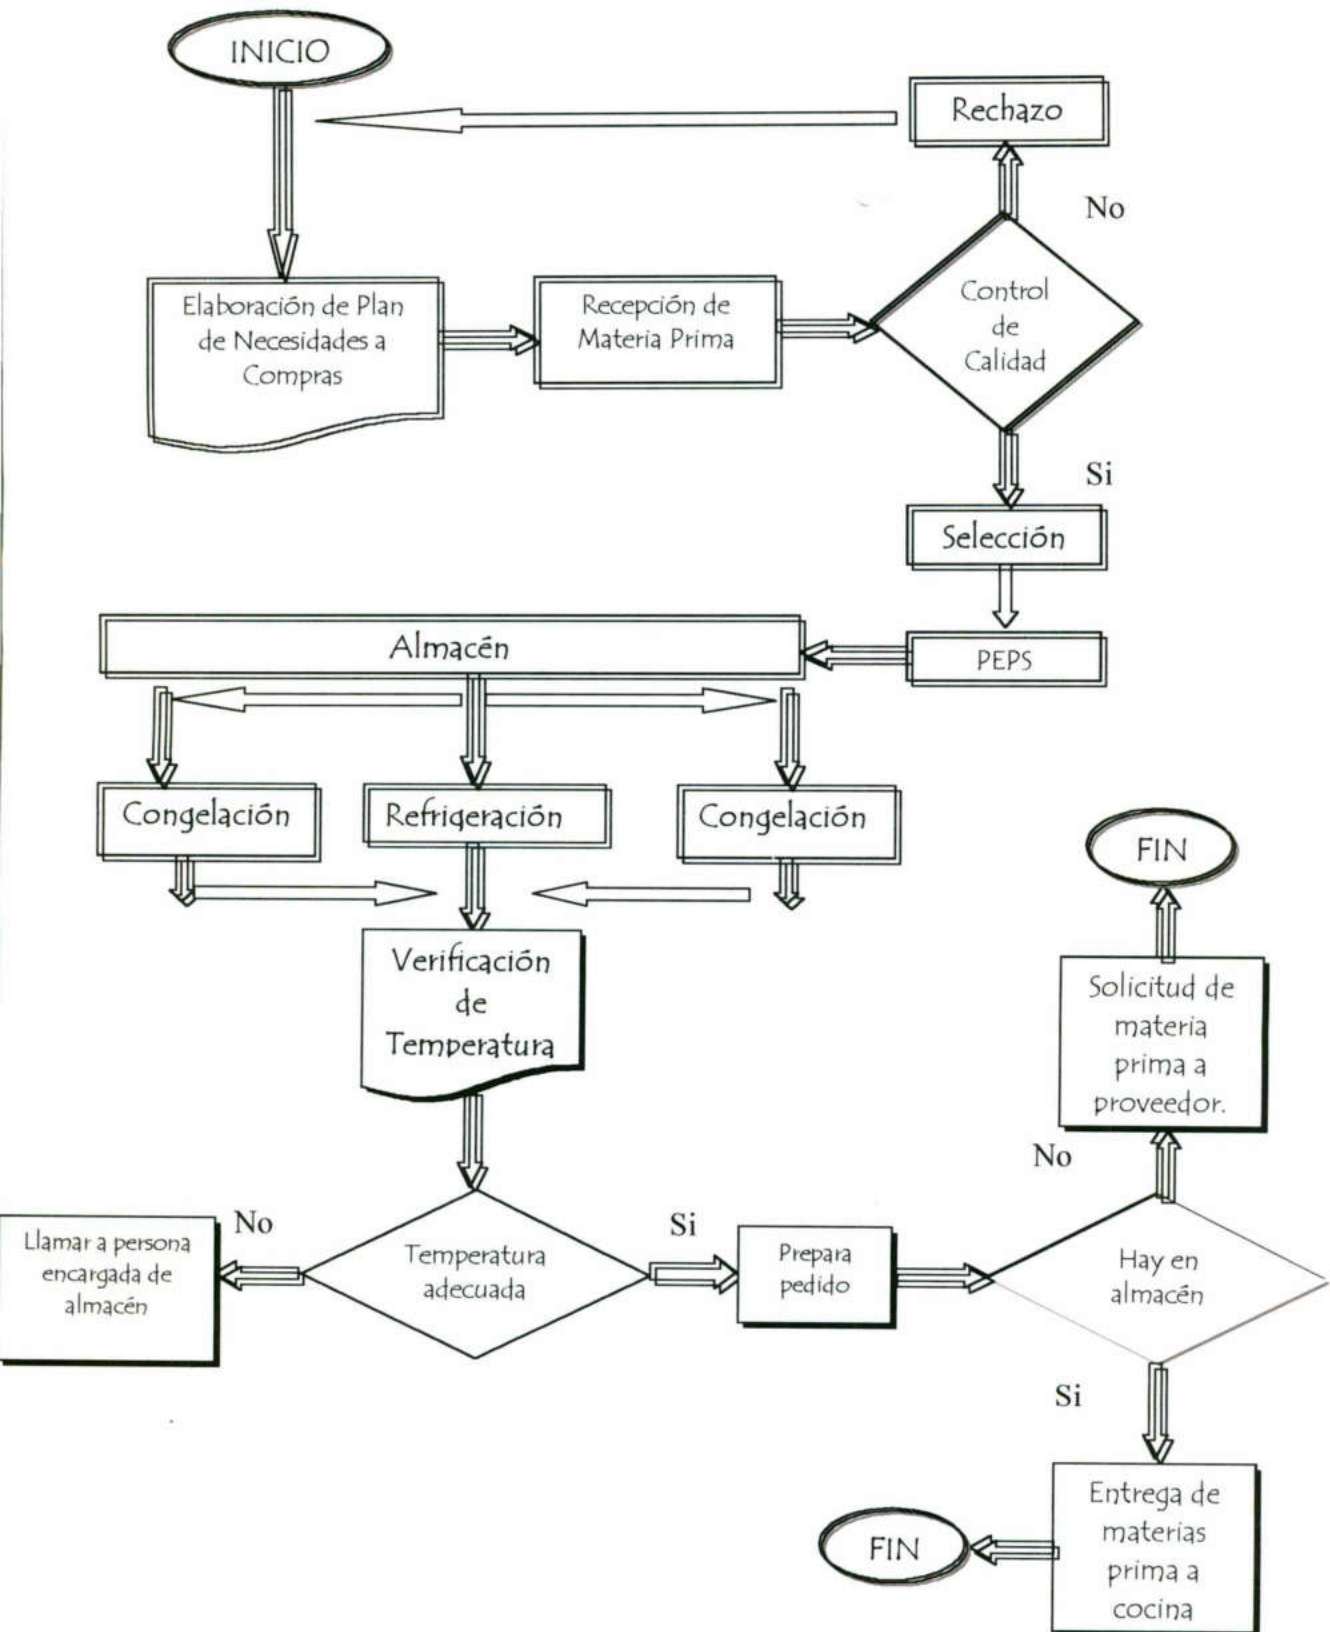 INICIO
Rechazo
No
Elaboración de Plan
de Necesidades a
Compras
Recepción de
Materia Prima
Control
de
Calidad
Si
Selección
Almacén
PEPS
Congelación
Refrigeración
Congelación
FIN
Verificación
de
Temperatura
Solicitud de
materia
prima a
proveedor.
No
Llamar a persona
encargada de
almacén
No
Temperatura
adecuada
Si
Prepara
pedido
Hay en
almacén
Si
Entrega de
materias
prima a
cocina
FIN